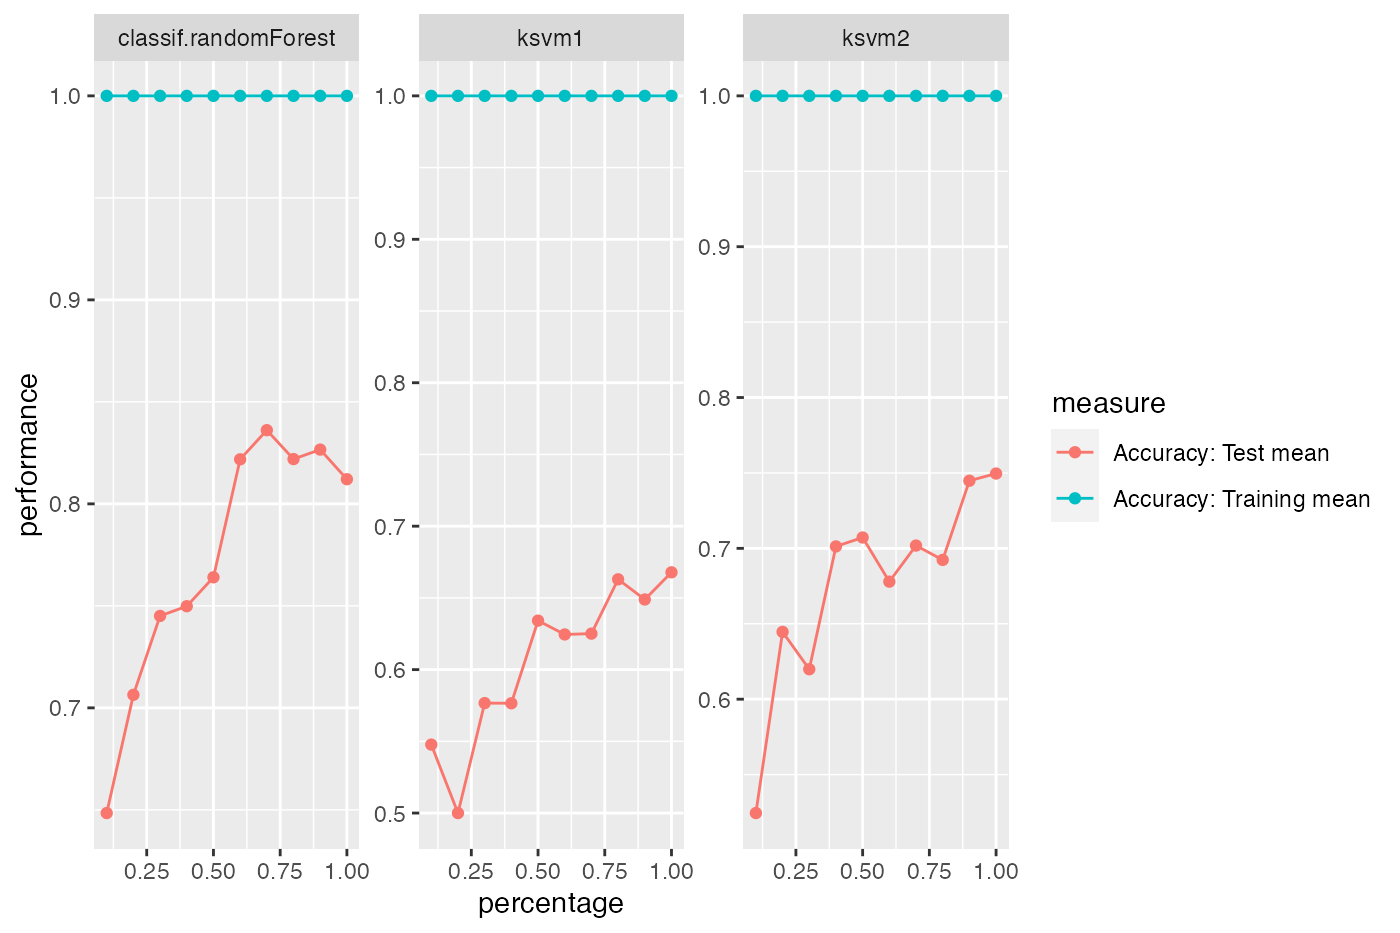 classif.randomForest
ksvm1
ksvm2
performance
1.0
0.9
0.8
0.7
1.0
0.9
0.8
0.7
0.6
0.5
1.0
0.9
0.8
0.7
0.6
0.25 0.50 0.75 1.00
0.25 0.50 0.75 1.00
0.25 0.50 0.75 1.00
percentage
measure
Accuracy: Test mean
Accuracy: Training mean